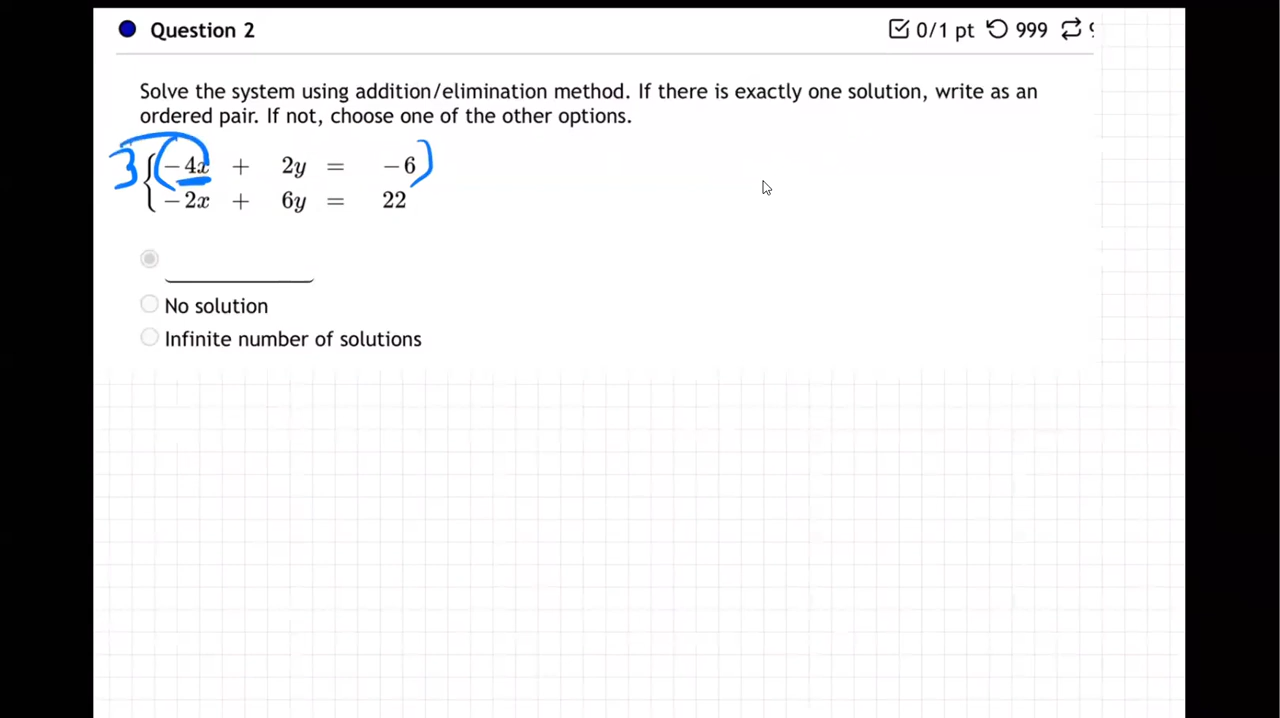 Question 2 0/1 pt 999
Solve the system using addition/elimination method. If there is exactly one solution, write as an
ordered pair. If not, choose one of the other options.
3 { ( −4x + 2y = −6 )
−2x + 6y = 22
No solution
Infinite number of solutions